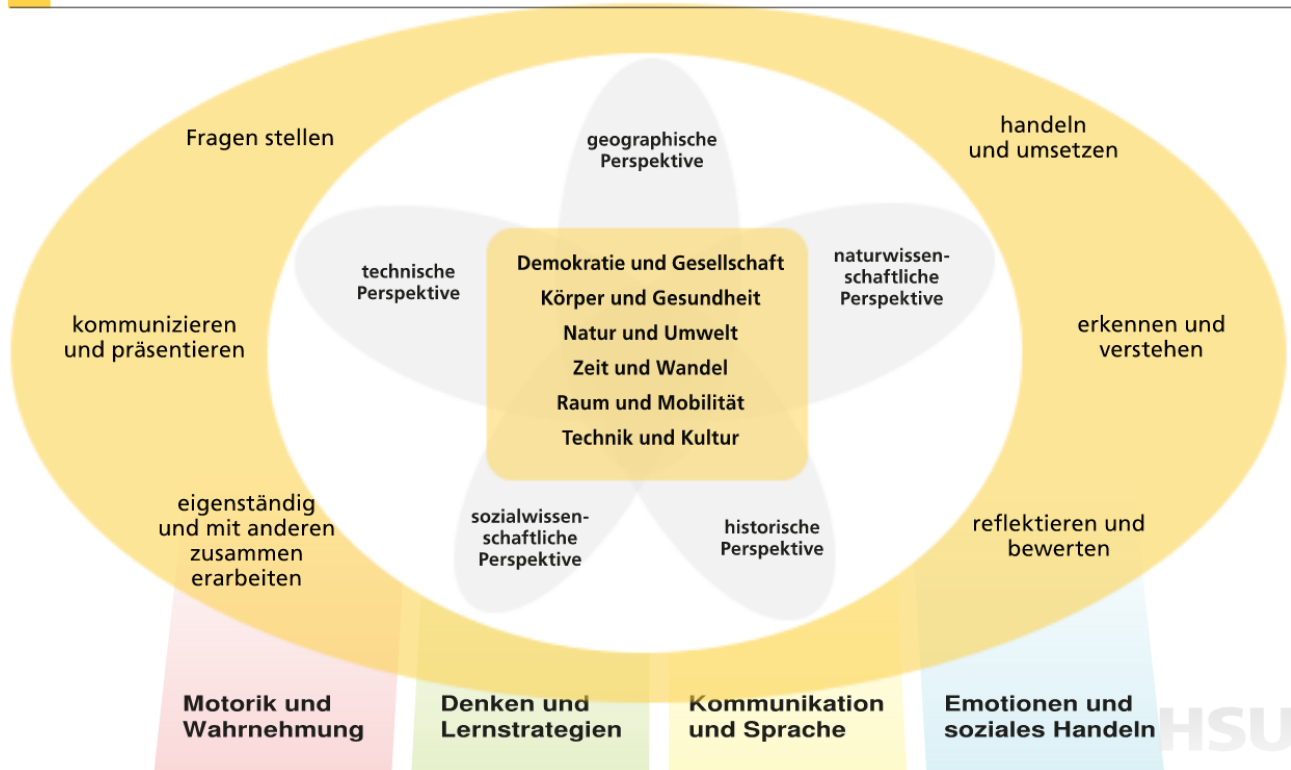 Fragen stellen
handeln
und umsetzen
geographische
Perspektive
technische
Perspektive
naturwissen-
schaftliche
Perspektive
Demokratie und Gesellschaft
Körper und Gesundheit
Natur und Umwelt
Zeit und Wandel
Raum und Mobilität
Technik und Kultur
kommunizieren
und präsentieren
erkennen und
verstehen
eigenständig
und mit anderen
zusammen
erarbeiten
sozialwissen-
schaftliche
Perspektive
historische
Perspektive
reflektieren und
bewerten
Motorik und
Wahrnehmung
Denken und
Lernstrategien
Kommunikation
und Sprache
Emotionen und
soziales Handeln
HSU